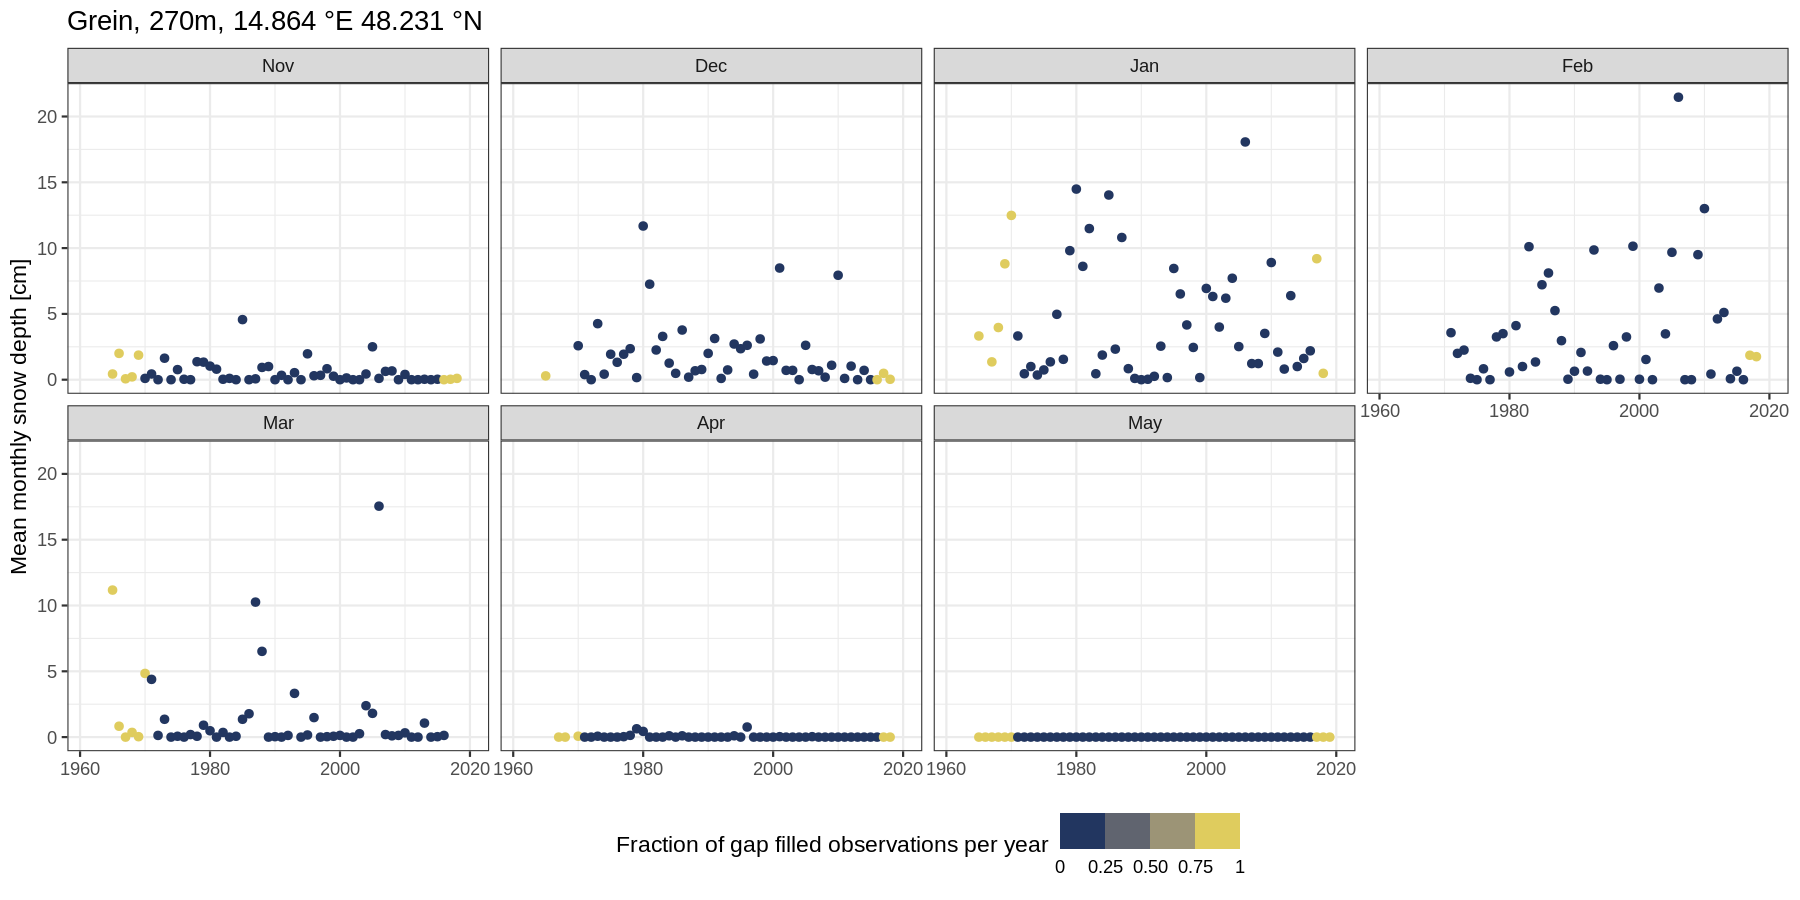 Grein, 270m, 14.864 °E 48.231 °N
Nov
Dec
Jan
Feb
Mean monthly snow depth [cm]
20
15
10
5
0
1960 1980 2000 2020
Mar
Apr
May
20
15
10
5
0
1960 1980 2000 2020 1960 1980 2000 2020 1960 1980 2000 2020
Fraction of gap filled observations per year
0 0.25 0.50 0.75 1